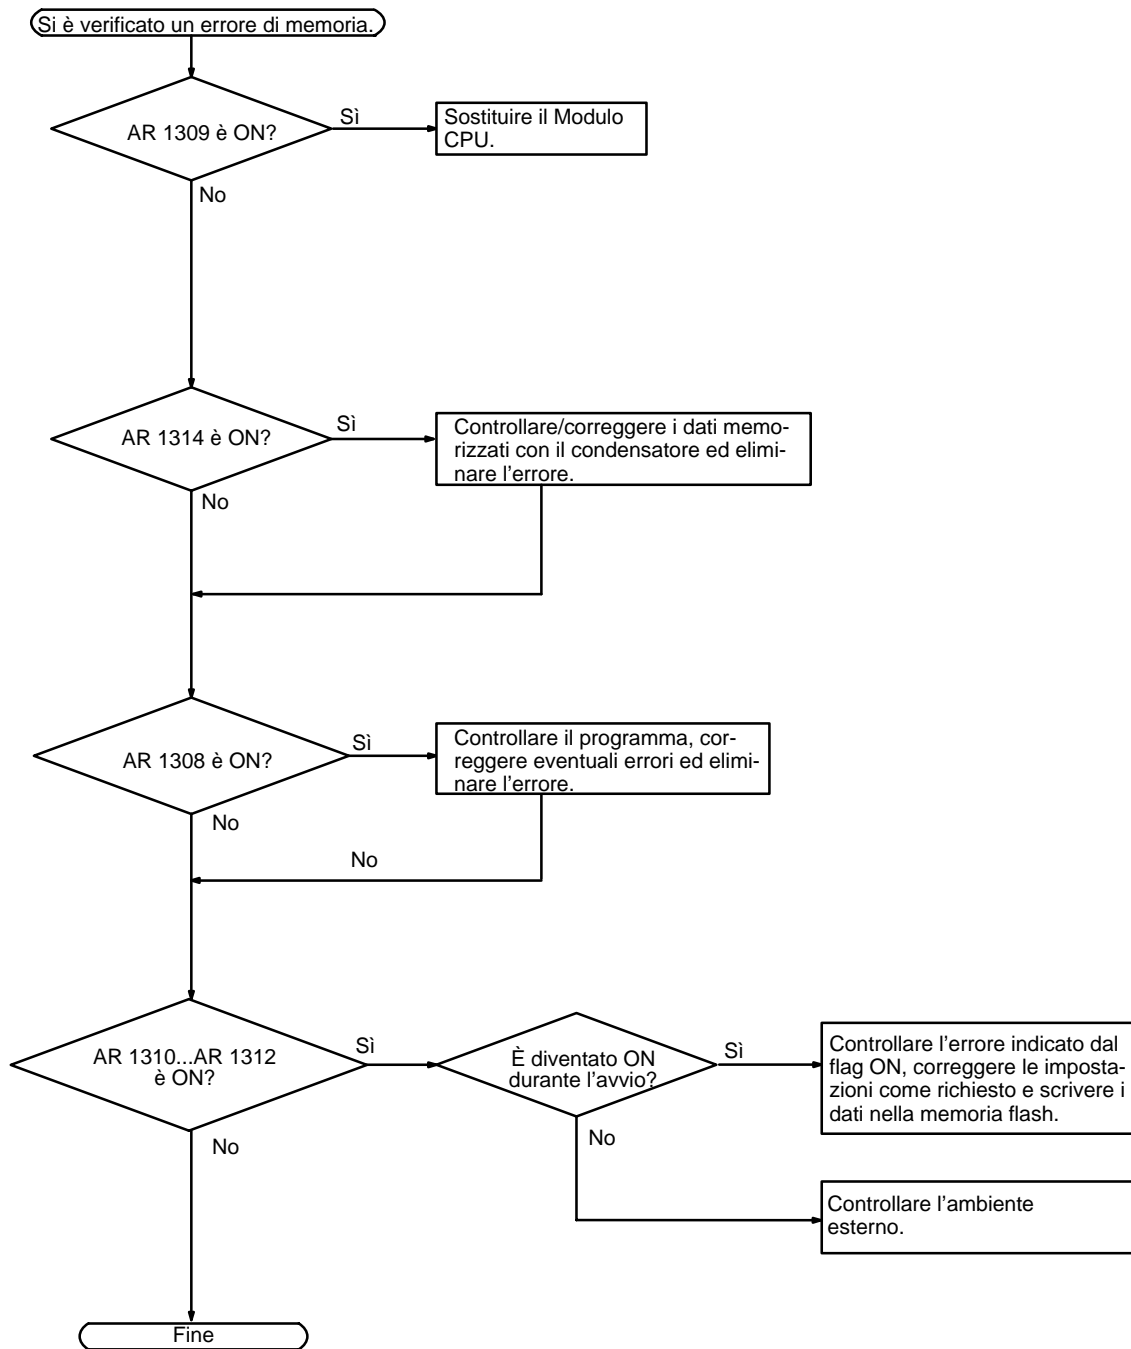 Si è verificato un errore di memoria.
AR 1309 è ON?
Sì
Sostituire il Modulo
CPU.
No
AR 1314 è ON?
Sì
Controllare/correggere i dati memo-
rizzati con il condensatore ed elimi-
nare l’errore.
No
AR 1308 è ON?
Sì
Controllare il programma, cor-
reggere eventuali errori ed elimi-
nare l’errore.
No
No
AR 1310...AR 1312
è ON?
Sì
È diventato ON
durante l’avvio?
Sì
Controllare l’errore indicato dal
flag ON, correggere le imposta-
zioni come richiesto e scrivere i
dati nella memoria flash.
No
No
Controllare l’ambiente
esterno.
Fine